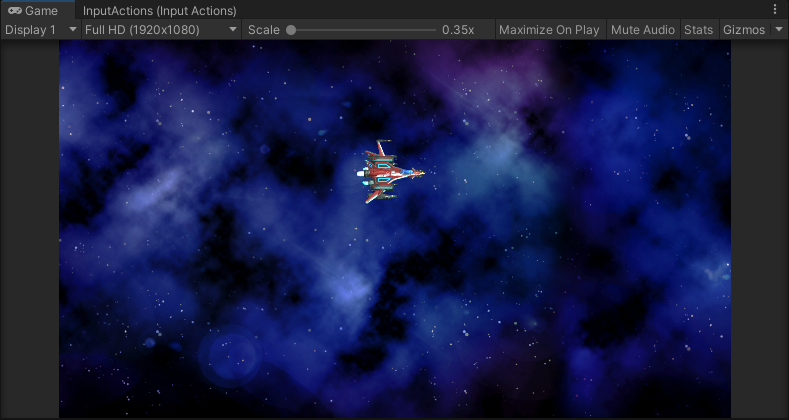 Game InputActions (Input Actions)
Display 1 Full HD (1920x1080) Scale 0.35x Maximize On Play Mute Audio Stats Gizmos